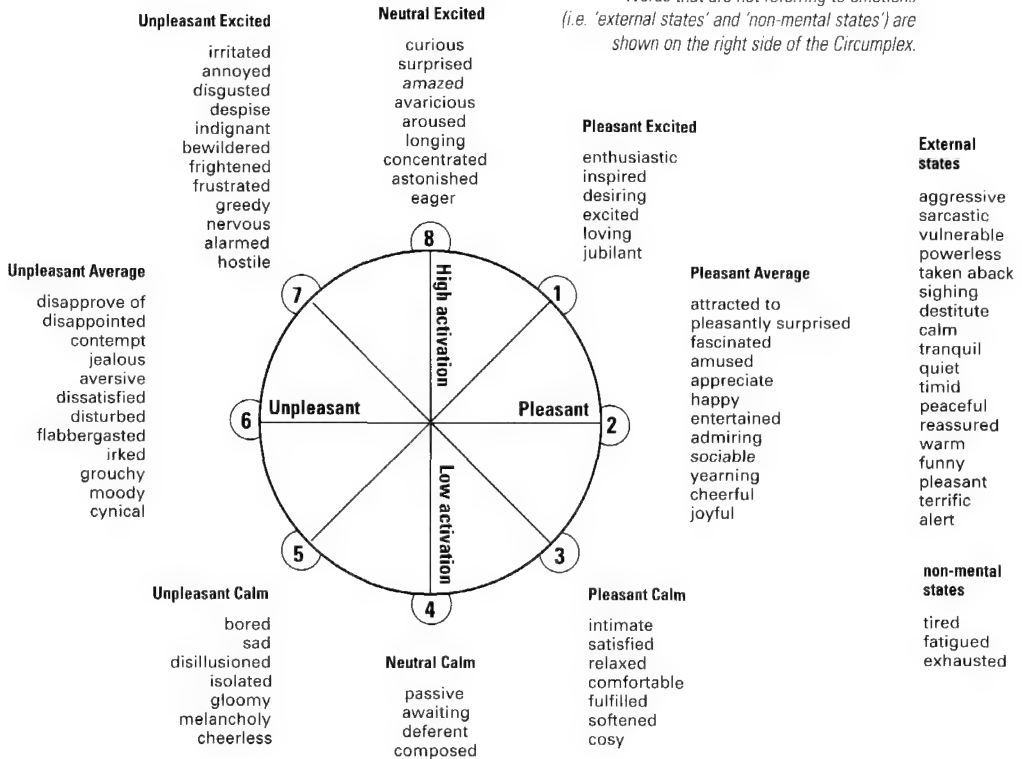 (i.e. 'external states' and 'non-mental states') are
shown on the right side of the Circumplex.
Unpleasant Excited
irritated
annoyed
disgusted
despise
indignant
bewildered
frightened
frustrated
greedy
nervous
alarmed
hostile
Neutral Excited
curious
surprised
amazed
avaricious
aroused
longing
concentrated
astonished
eager
Pleasant Excited
enthusiastic
inspired
desiring
excited
loving
jubilant
External
states
aggressive
sarcastic
vulnerable
powerless
taken aback
sighing
destitute
calm
tranquil
quiet
timid
peaceful
reassured
warm
funny
pleasant
terrific
alert
Unpleasant Average
disapprove of
disappointed
contempt
jealous
aversive
dissatisfied
disturbed
flabbergasted
irked
grouchy
moody
cynical
Pleasant Average
attracted to
pleasantly surprised
fascinated
amused
appreciate
happy
entertained
admiring
sociable
yearning
cheerful
joyful
8
7
1
High activation
6
Unpleasant
Pleasant
2
Low activation
5
3
4
Unpleasant Calm
bored
sad
disillusioned
isolated
gloomy
melancholy
cheerless
Neutral Calm
passive
awaiting
deferent
composed
Pleasant Calm
intimate
satisfied
relaxed
comfortable
fulfilled
softened
cosy
non-mental
states
tired
fatigued
exhausted